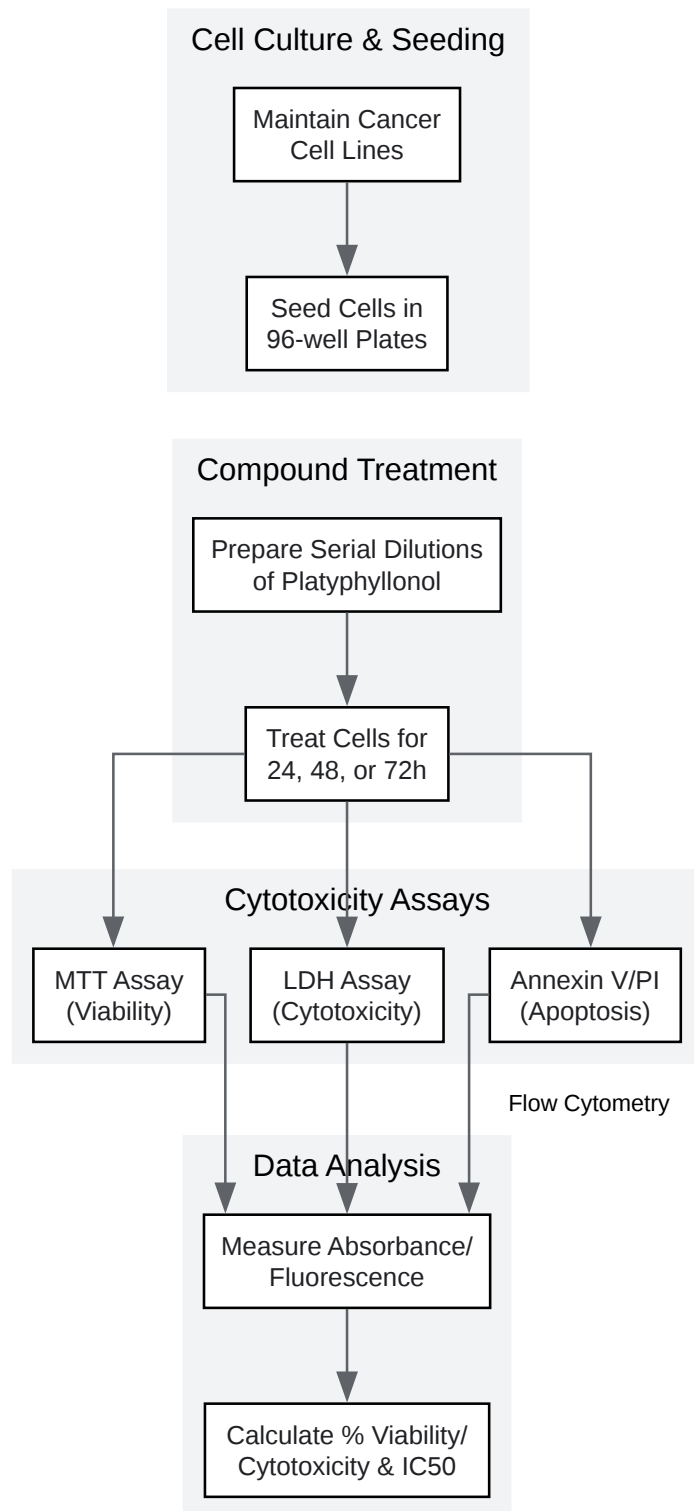 Cell Culture & Seeding
Maintain Cancer
Cell Lines
Seed Cells in
96-well Plates
Compound Treatment
Prepare Serial Dilutions
of Platyphyllonol
Treat Cells for
24, 48, or 72h
Cytotoxicity Assays
MTT Assay
(Viability)
LDH Assay
(Cytotoxicity)
Annexin V/PI
(Apoptosis)
Flow Cytometry
Data Analysis
Measure Absorbance/
Fluorescence
Calculate % Viability/
Cytotoxicity & IC50